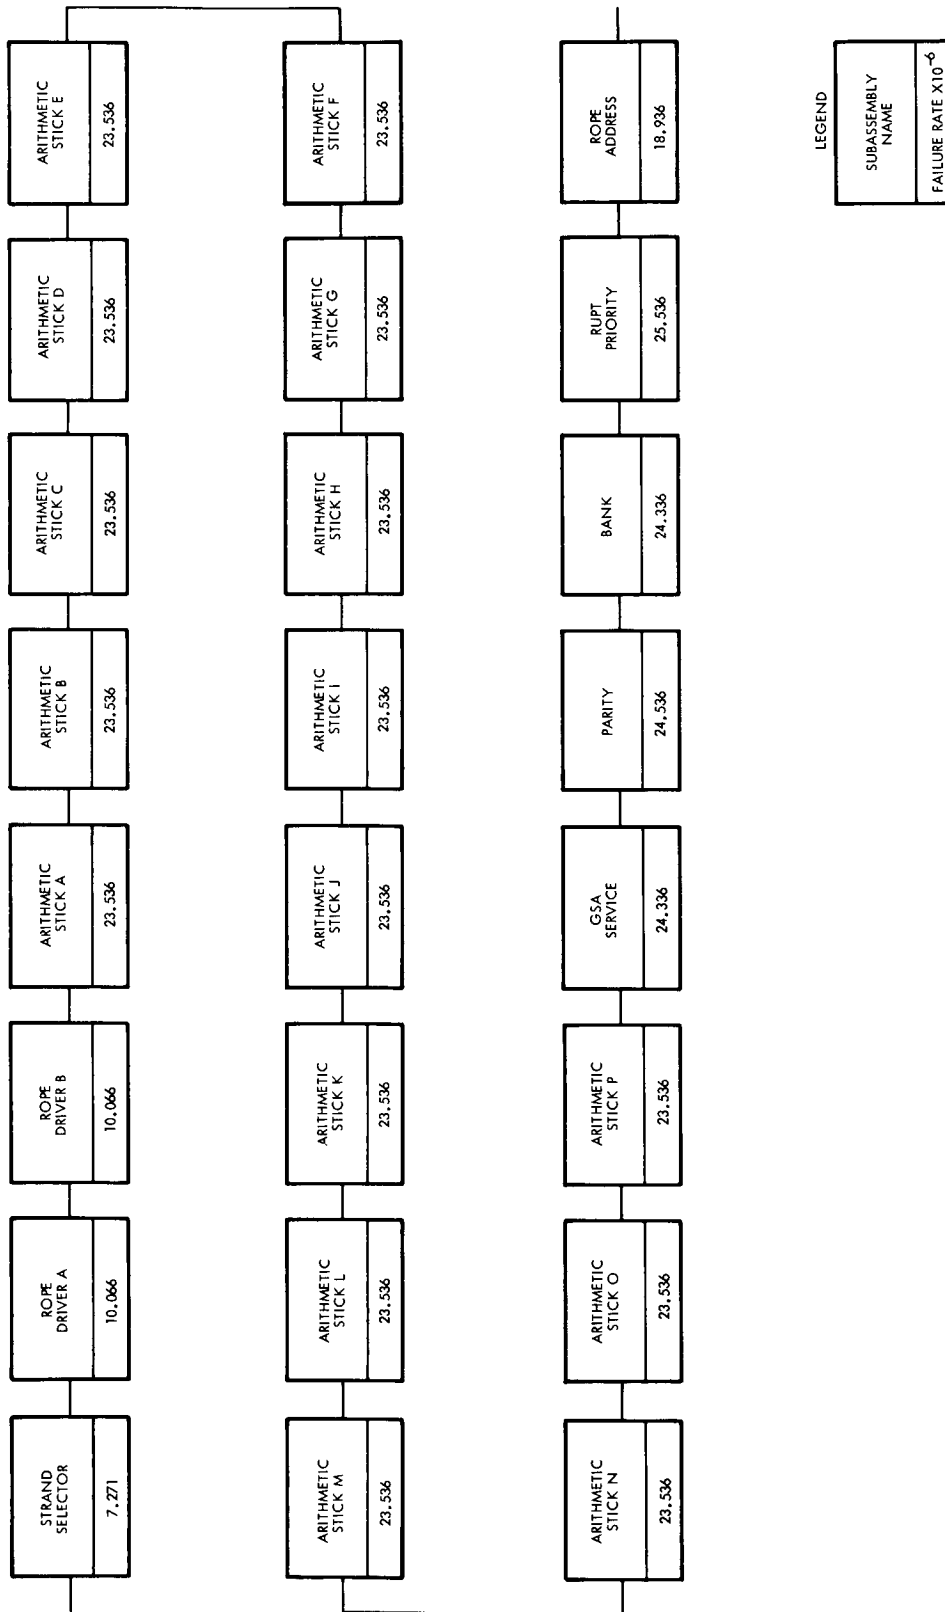 STRAND
SELECTOR
7.271
ROPE
DRIVER A
10.066
ROPE
DRIVER B
10.066
ARITHMETIC
STICK A
23.536
ARITHMETIC
STICK B
23.536
ARITHMETIC
STICK C
23.536
ARITHMETIC
STICK D
23.536
ARITHMETIC
STICK E
23.536
ARITHMETIC
STICK M
23.536
ARITHMETIC
STICK L
23.536
ARITHMETIC
STICK K
23.536
ARITHMETIC
STICK J
23.536
ARITHMETIC
STICK I
23.536
ARITHMETIC
STICK H
23.536
ARITHMETIC
STICK G
23.536
ARITHMETIC
STICK F
23.536
ARITHMETIC
STICK N
23.536
ARITHMETIC
STICK O
23.536
ARITHMETIC
STICK P
23.536
GSA
SERVICE
24.336
PARITY
24.536
BANK
24.336
RUPT
PRIORITY
25.536
ROPE
ADDRESS
18.936
LEGEND
SUBASSEMBLY
NAME
FAILURE RATE X10⁻⁶